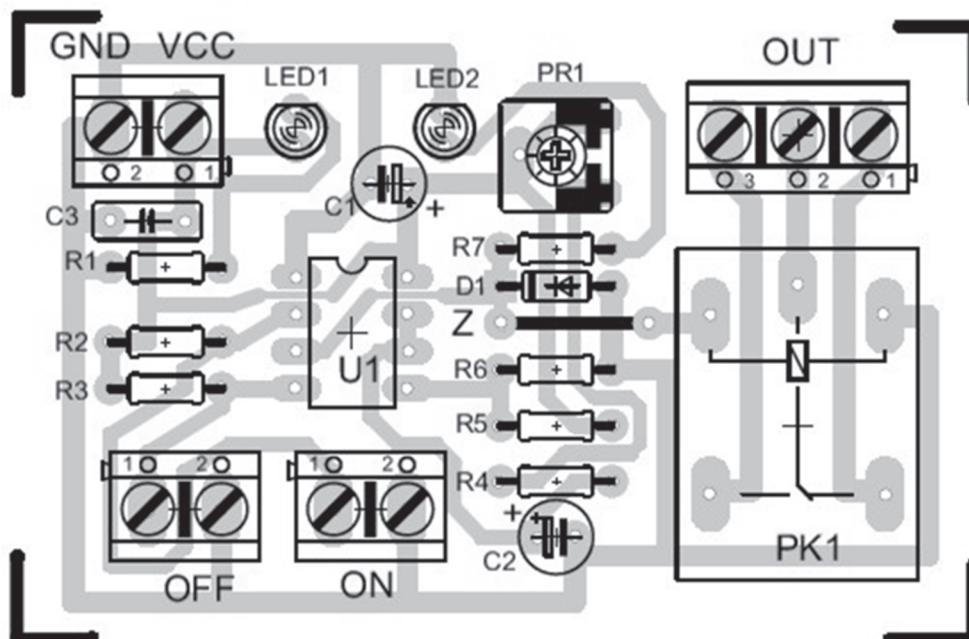 GND VCC
LED1
LED2
PR1
OUT
2 1
3 2 1
C1
+
C3
R1
R7
D1
Z
R2
U1
R3
R6
R5
R4
1 2
1 2
+ +
C2
PK1
OFF
ON